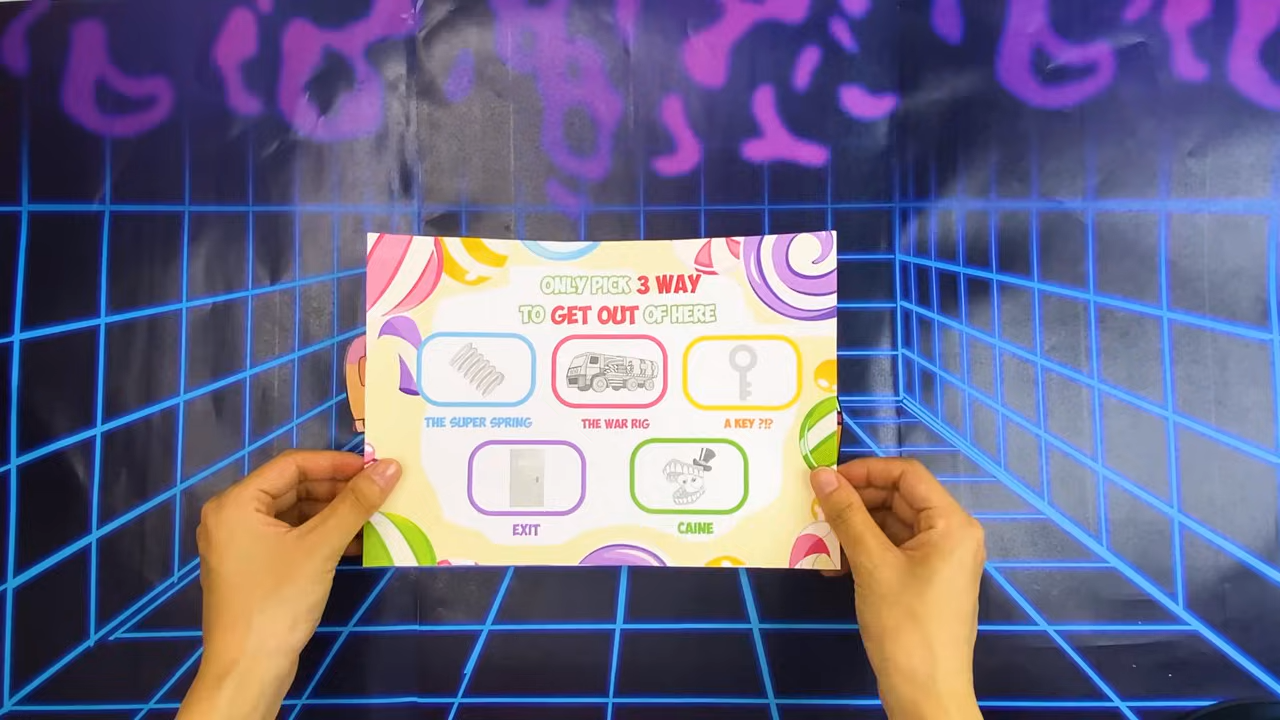 ONLY PICK 3 WAY
TO GET OUT OF HERE
THE SUPER SPRING
THE WAR RIG
A KEY ?!?
EXIT
CAINE